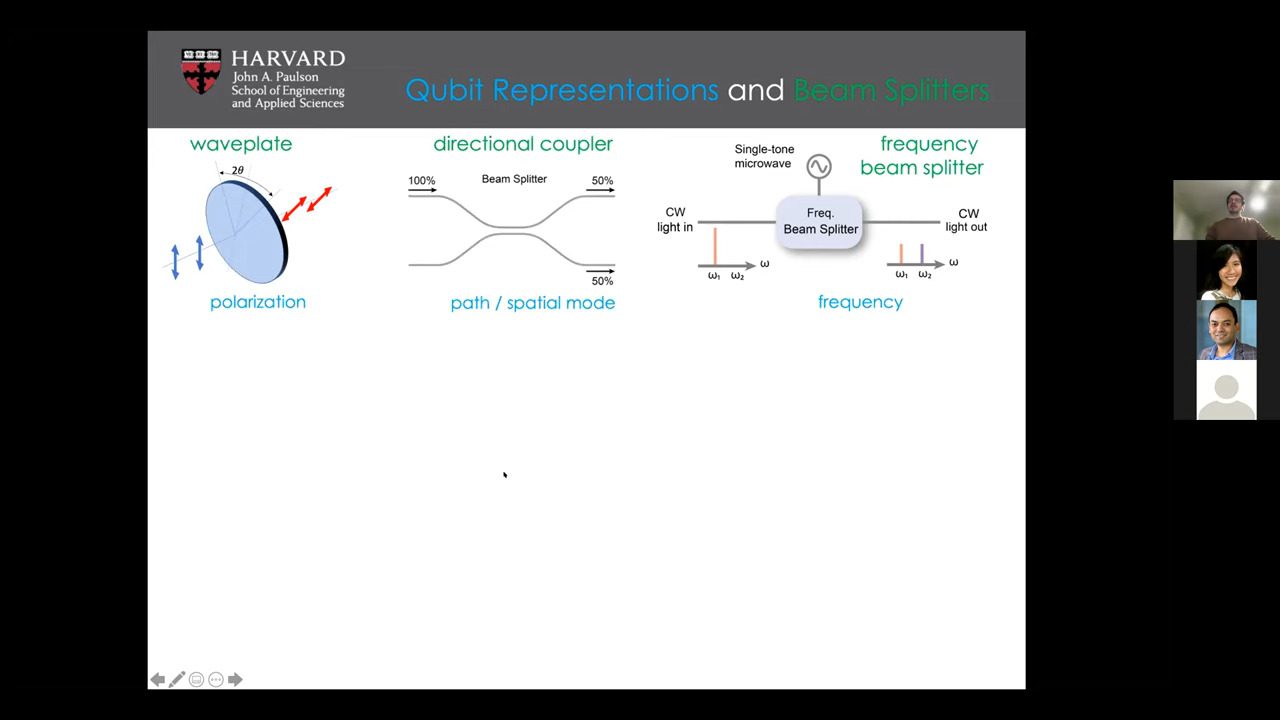 HARVARD
John A. Paulson
School of Engineering
and Applied Sciences
Qubit Representations and Beam Splitters
waveplate
2θ
polarization
directional coupler
Beam Splitter
100%
50%
50%
path / spatial mode
frequency
beam splitter
Single-tone
microwave
CW
light in
Freq.
Beam Splitter
CW
light out
ω
ω₁ ω₂
ω
ω₁ ω₂
frequency